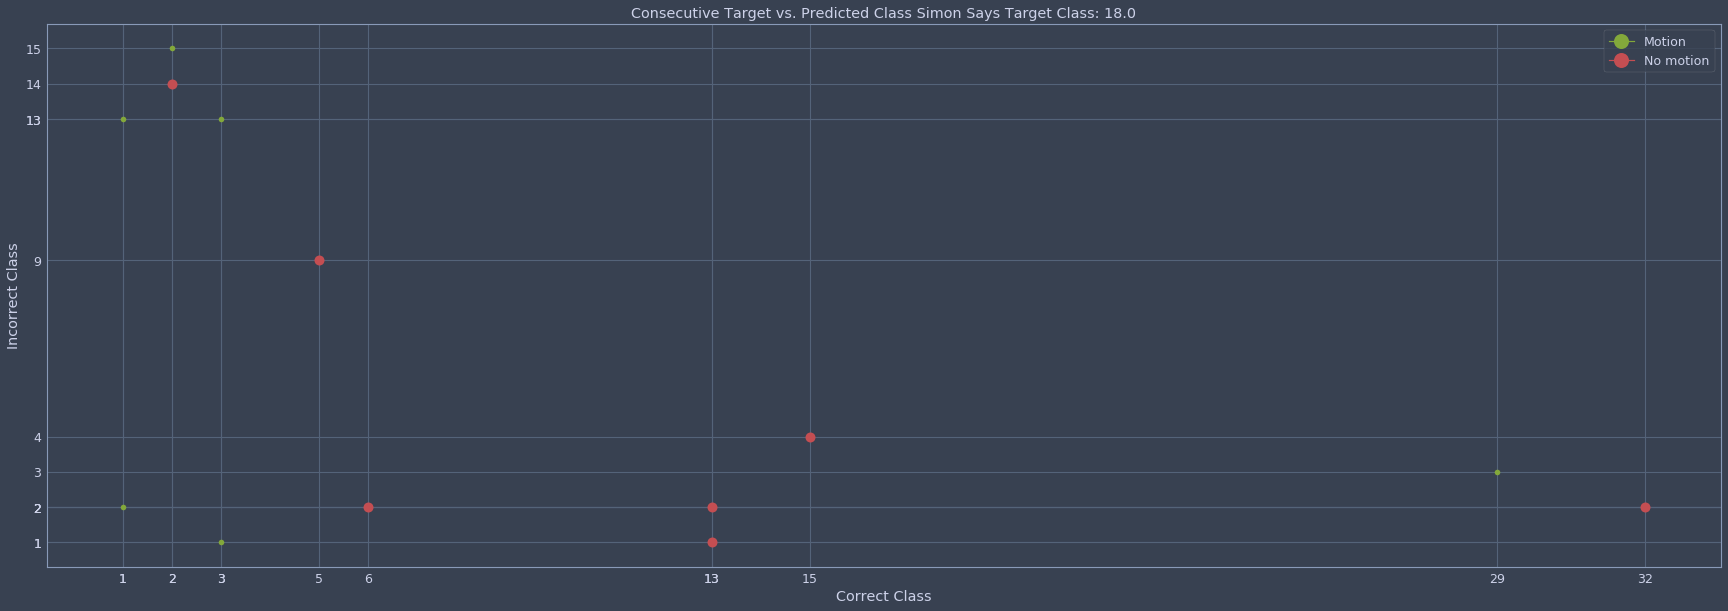 Consecutive Target vs. Predicted Class Simon Says Target Class: 18.0
Motion
No motion
Incorrect Class
15
14
13
9
4
3
2
1
1 2 3 5 6 13 15 29 32
Correct Class